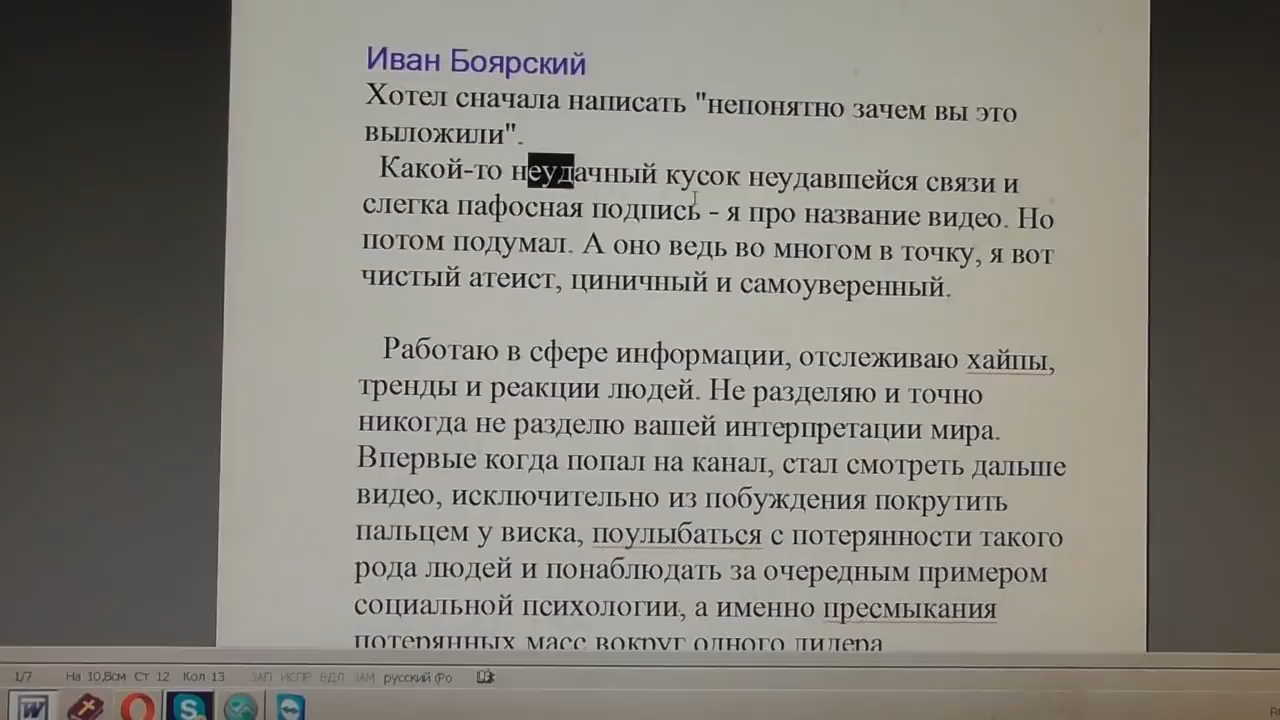 Иван Боярский
Хотел сначала написать "непонятно зачем вы это
выложили".
Какой-то неудачный кусок неудавшейся связи и
слегка пафосная подпись - я про название видео. Но
потом подумал. А оно ведь во многом в точку, я вот
чистый атеист, циничный и самоуверенный.
Работаю в сфере информации, отслеживаю хайпы,
тренды и реакции людей. Не разделяю и точно
никогда не разделю вашей интерпретации мира.
Впервые когда попал на канал, стал смотреть дальше
видео, исключительно из побуждения покрутить
пальцем у виска, поулыбаться с потерянности такого
рода людей и понаблюдать за очередным примером
социальной психологии, а именно пресмыкания
потерянных масс вокруг одного лидера
1/7 На 10,8см Ст 12 Кол 13 ЗАП ИСПР ВДЛ ЗАМ русский (Ро